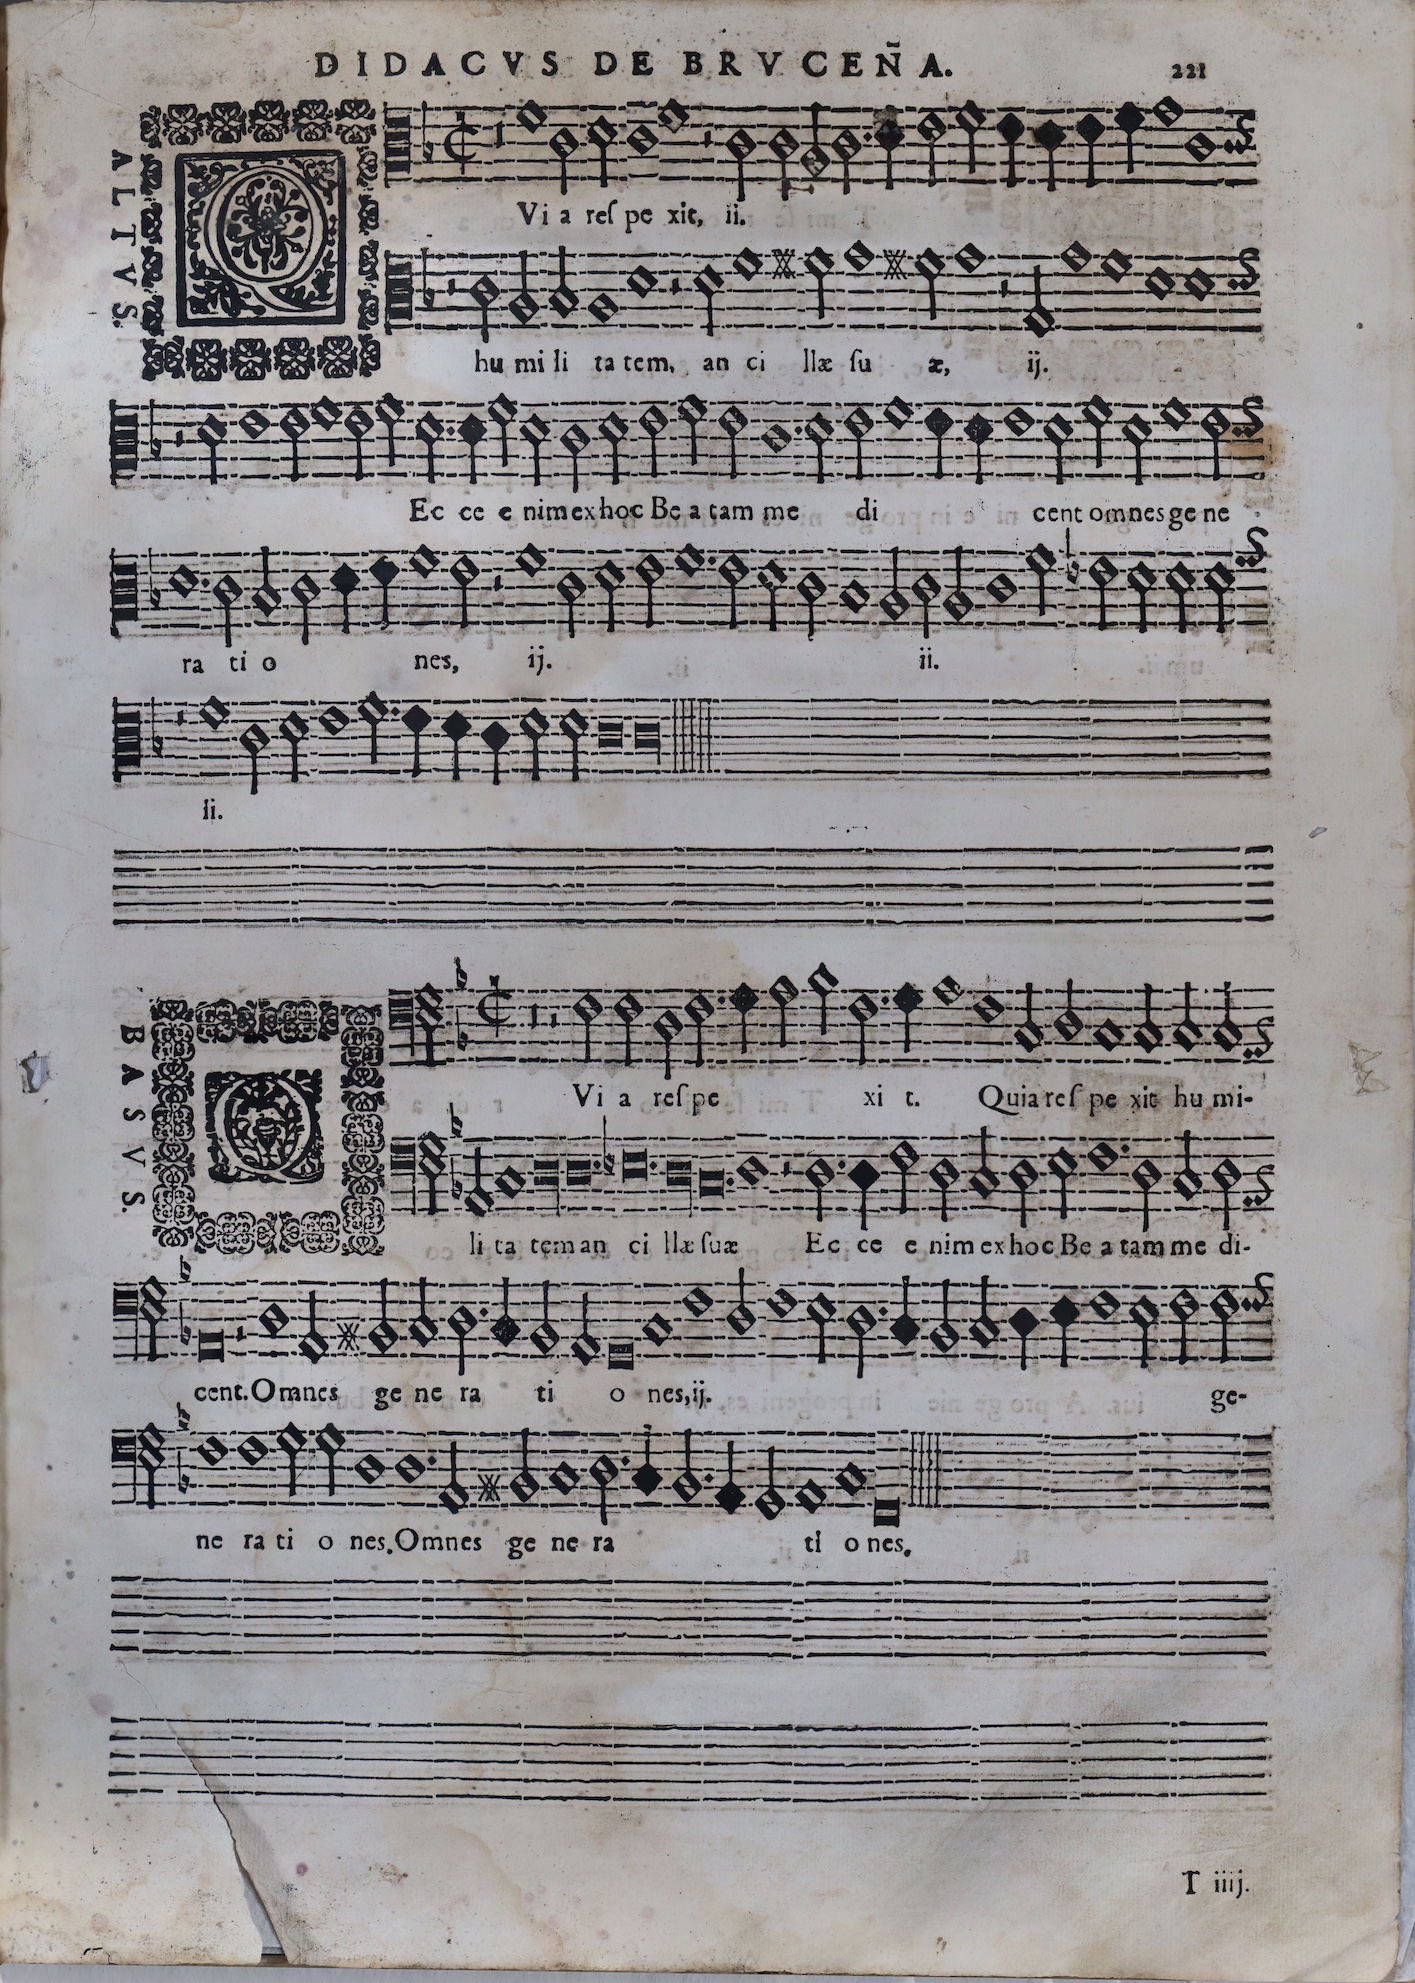 DIDACVS DE BRVCEÑA.
221
ALTVS.
Q
Vi a reſ pe xit, ii.
hu mi li ta tem, an ci llæ ſu æ, ij.
Ec ce e nim ex hoc Be a tam me di cent omnes ge ne
ra ti o nes, ij. ii.
ii.
BASVS.
Q
Vi a reſ pe xi t. Quia reſ pe xit hu mi-
li ta tem an ci llæ ſuæ Ec ce e nim ex hoc Be a tam me di-
cent. Omnes ge ne ra ti o nes, ij. ge-
ne ra ti o nes. Omnes ge ne ra ti o nes.
T iiij.